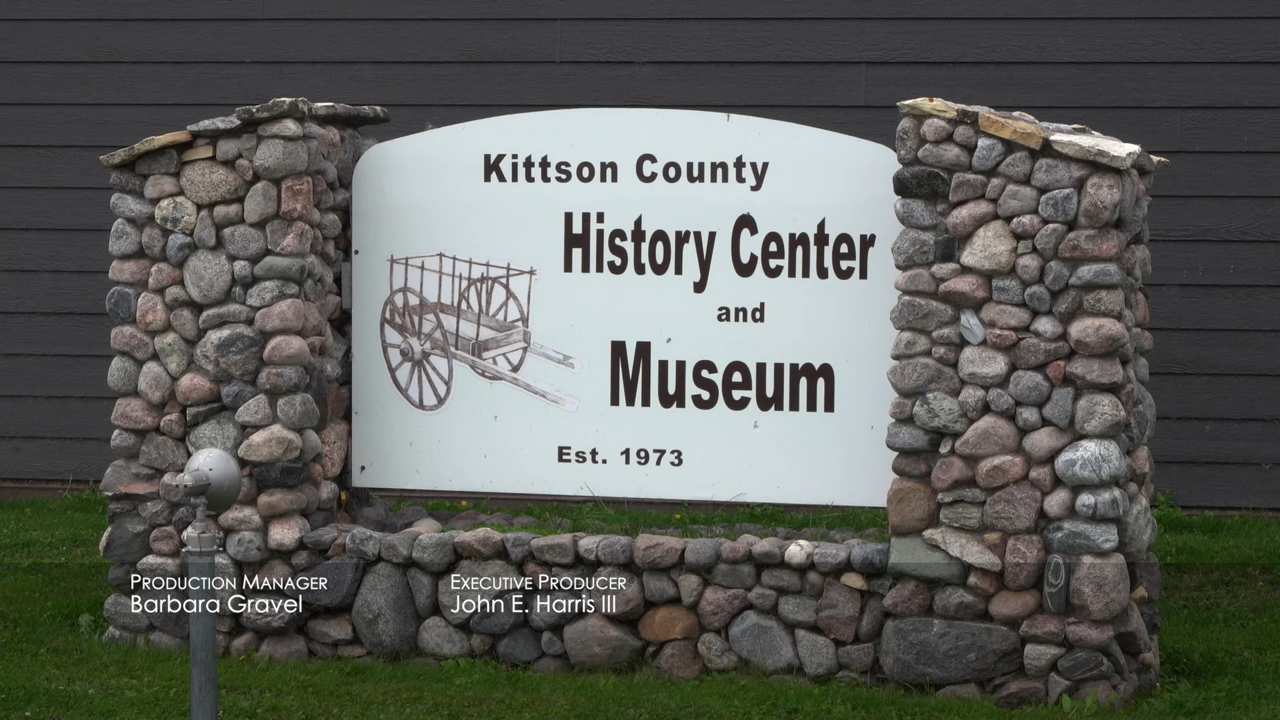 Kittson County
History Center
and
Museum
Est. 1973
Production Manager
Barbara Gravel
Executive Producer
John E. Harris III